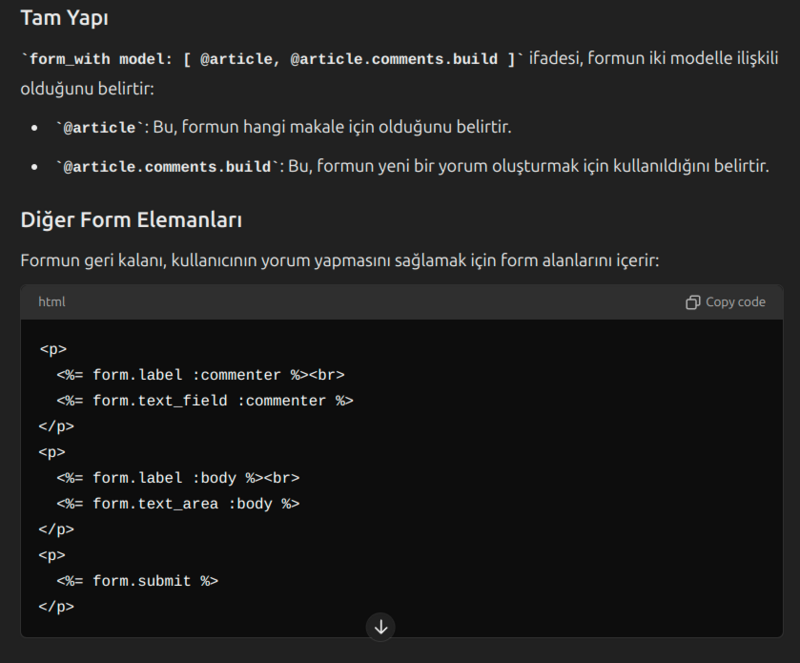 Tam Yapı
`form_with model: [ @article, @article.comments.build ]` ifadesi, formun iki modelle ilişkili
olduğunu belirtir:
• `@article`: Bu, formun hangi makale için olduğunu belirtir.
• `@article.comments.build`: Bu, formun yeni bir yorum oluşturmak için kullanıldığını belirtir.
Diğer Form Elemanları
Formun geri kalanı, kullanıcının yorum yapmasını sağlamak için form alanlarını içerir:
html Copy code
<p>
  <%= form.label :commenter %><br>
  <%= form.text_field :commenter %>
</p>
<p>
  <%= form.label :body %><br>
  <%= form.text_area :body %>
</p>
<p>
  <%= form.submit %>
</p>